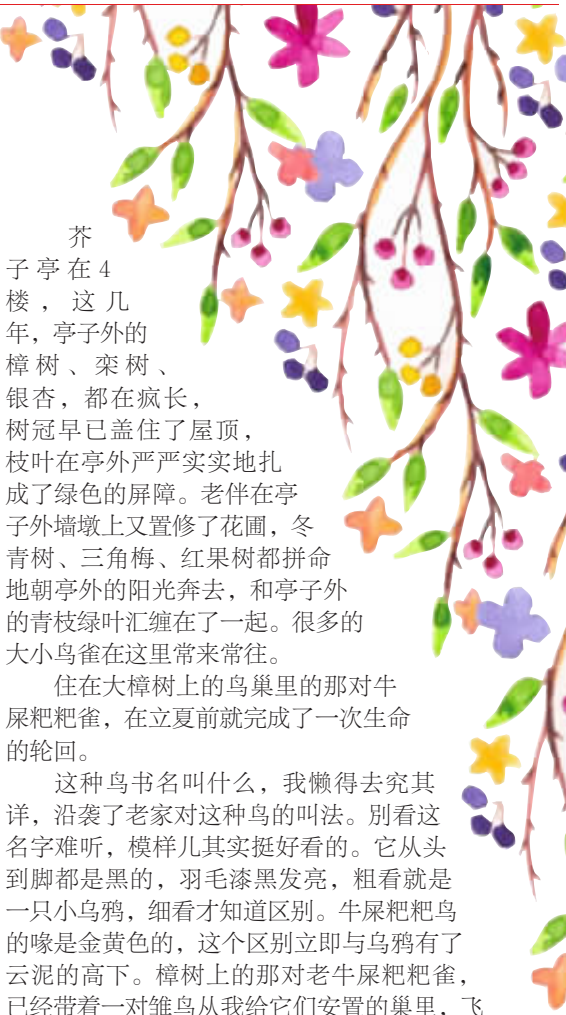 芥
子亭在4
楼，这几
年，亭子外的
樟树、栾树、
银杏，都在疯长，
树冠早已盖住了屋顶，
枝叶在亭外严严实实地扎
成了绿色的屏障。老伴在亭
子外墙墩上又置修了花圃，冬
青树、三角梅、红果树都拼命
地朝亭外的阳光奔去，和亭子外
的青枝绿叶汇缠在了一起。很多的
大小鸟雀在这里常来常往。
住在大樟树上的鸟巢里的那对牛
屎粑粑雀，在立夏前就完成了一次生命
的轮回。
这种鸟书名叫什么，我懒得去究其
详，沿袭了老家对这种鸟的叫法。别看这
名字难听，模样儿其实挺好看的。它从头
到脚都是黑的，羽毛漆黑发亮，粗看就是
一只小乌鸦，细看才知道区别。牛屎粑粑鸟
的喙是金黄色的，这个区别立即与乌鸦有了
云泥的高下。樟树上的那对老牛屎粑粑雀，
已经带着一对雏鸟从我给它们安置的巢里，飞